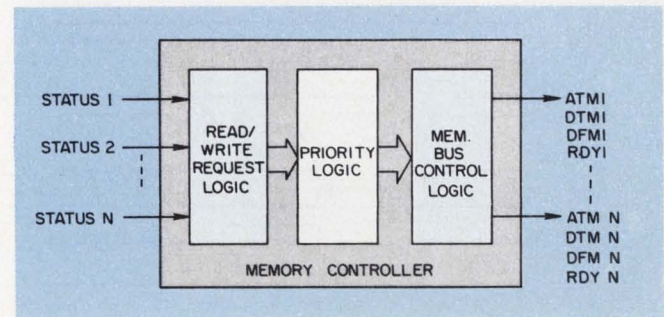 STATUS 1
STATUS 2
STATUS N
READ/
WRITE
REQUEST
LOGIC
PRIORITY
LOGIC
MEM.
BUS
CONTROL
LOGIC
MEMORY CONTROLLER
ATM1
DTM1
DFM1
RDY1
ATM N
DTM N
DFM N
RDY N